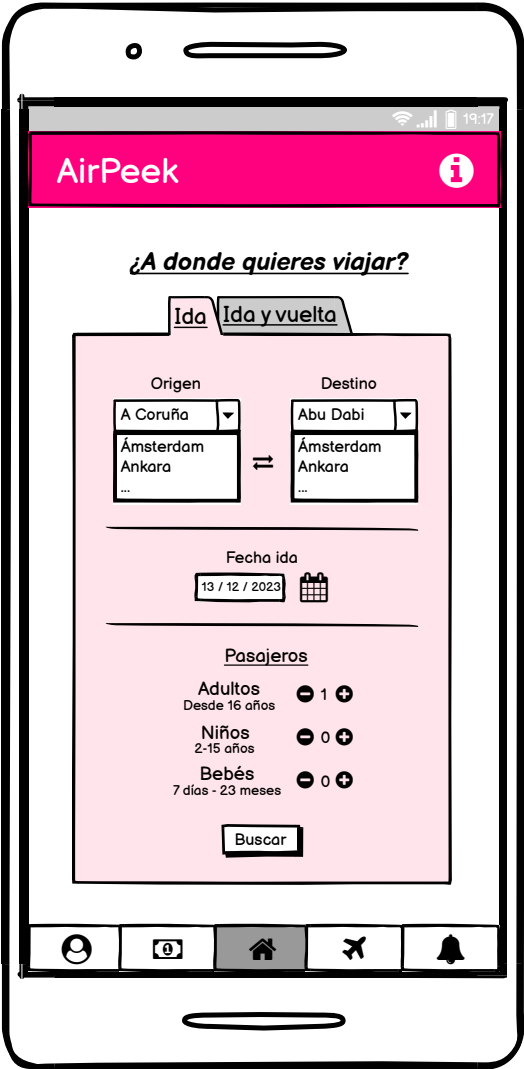 19:17
AirPeek
¿A donde quieres viajar?
Ida
Ida y vuelta
Origen
Destino
A Coruña
Abu Dabi
Ámsterdam
Ankara
...
Ámsterdam
Ankara
...
Fecha ida
13 / 12 / 2023
Pasajeros
Adultos
1
Desde 16 años
Niños
0
2-15 años
Bebés
0
7 días - 23 meses
Buscar